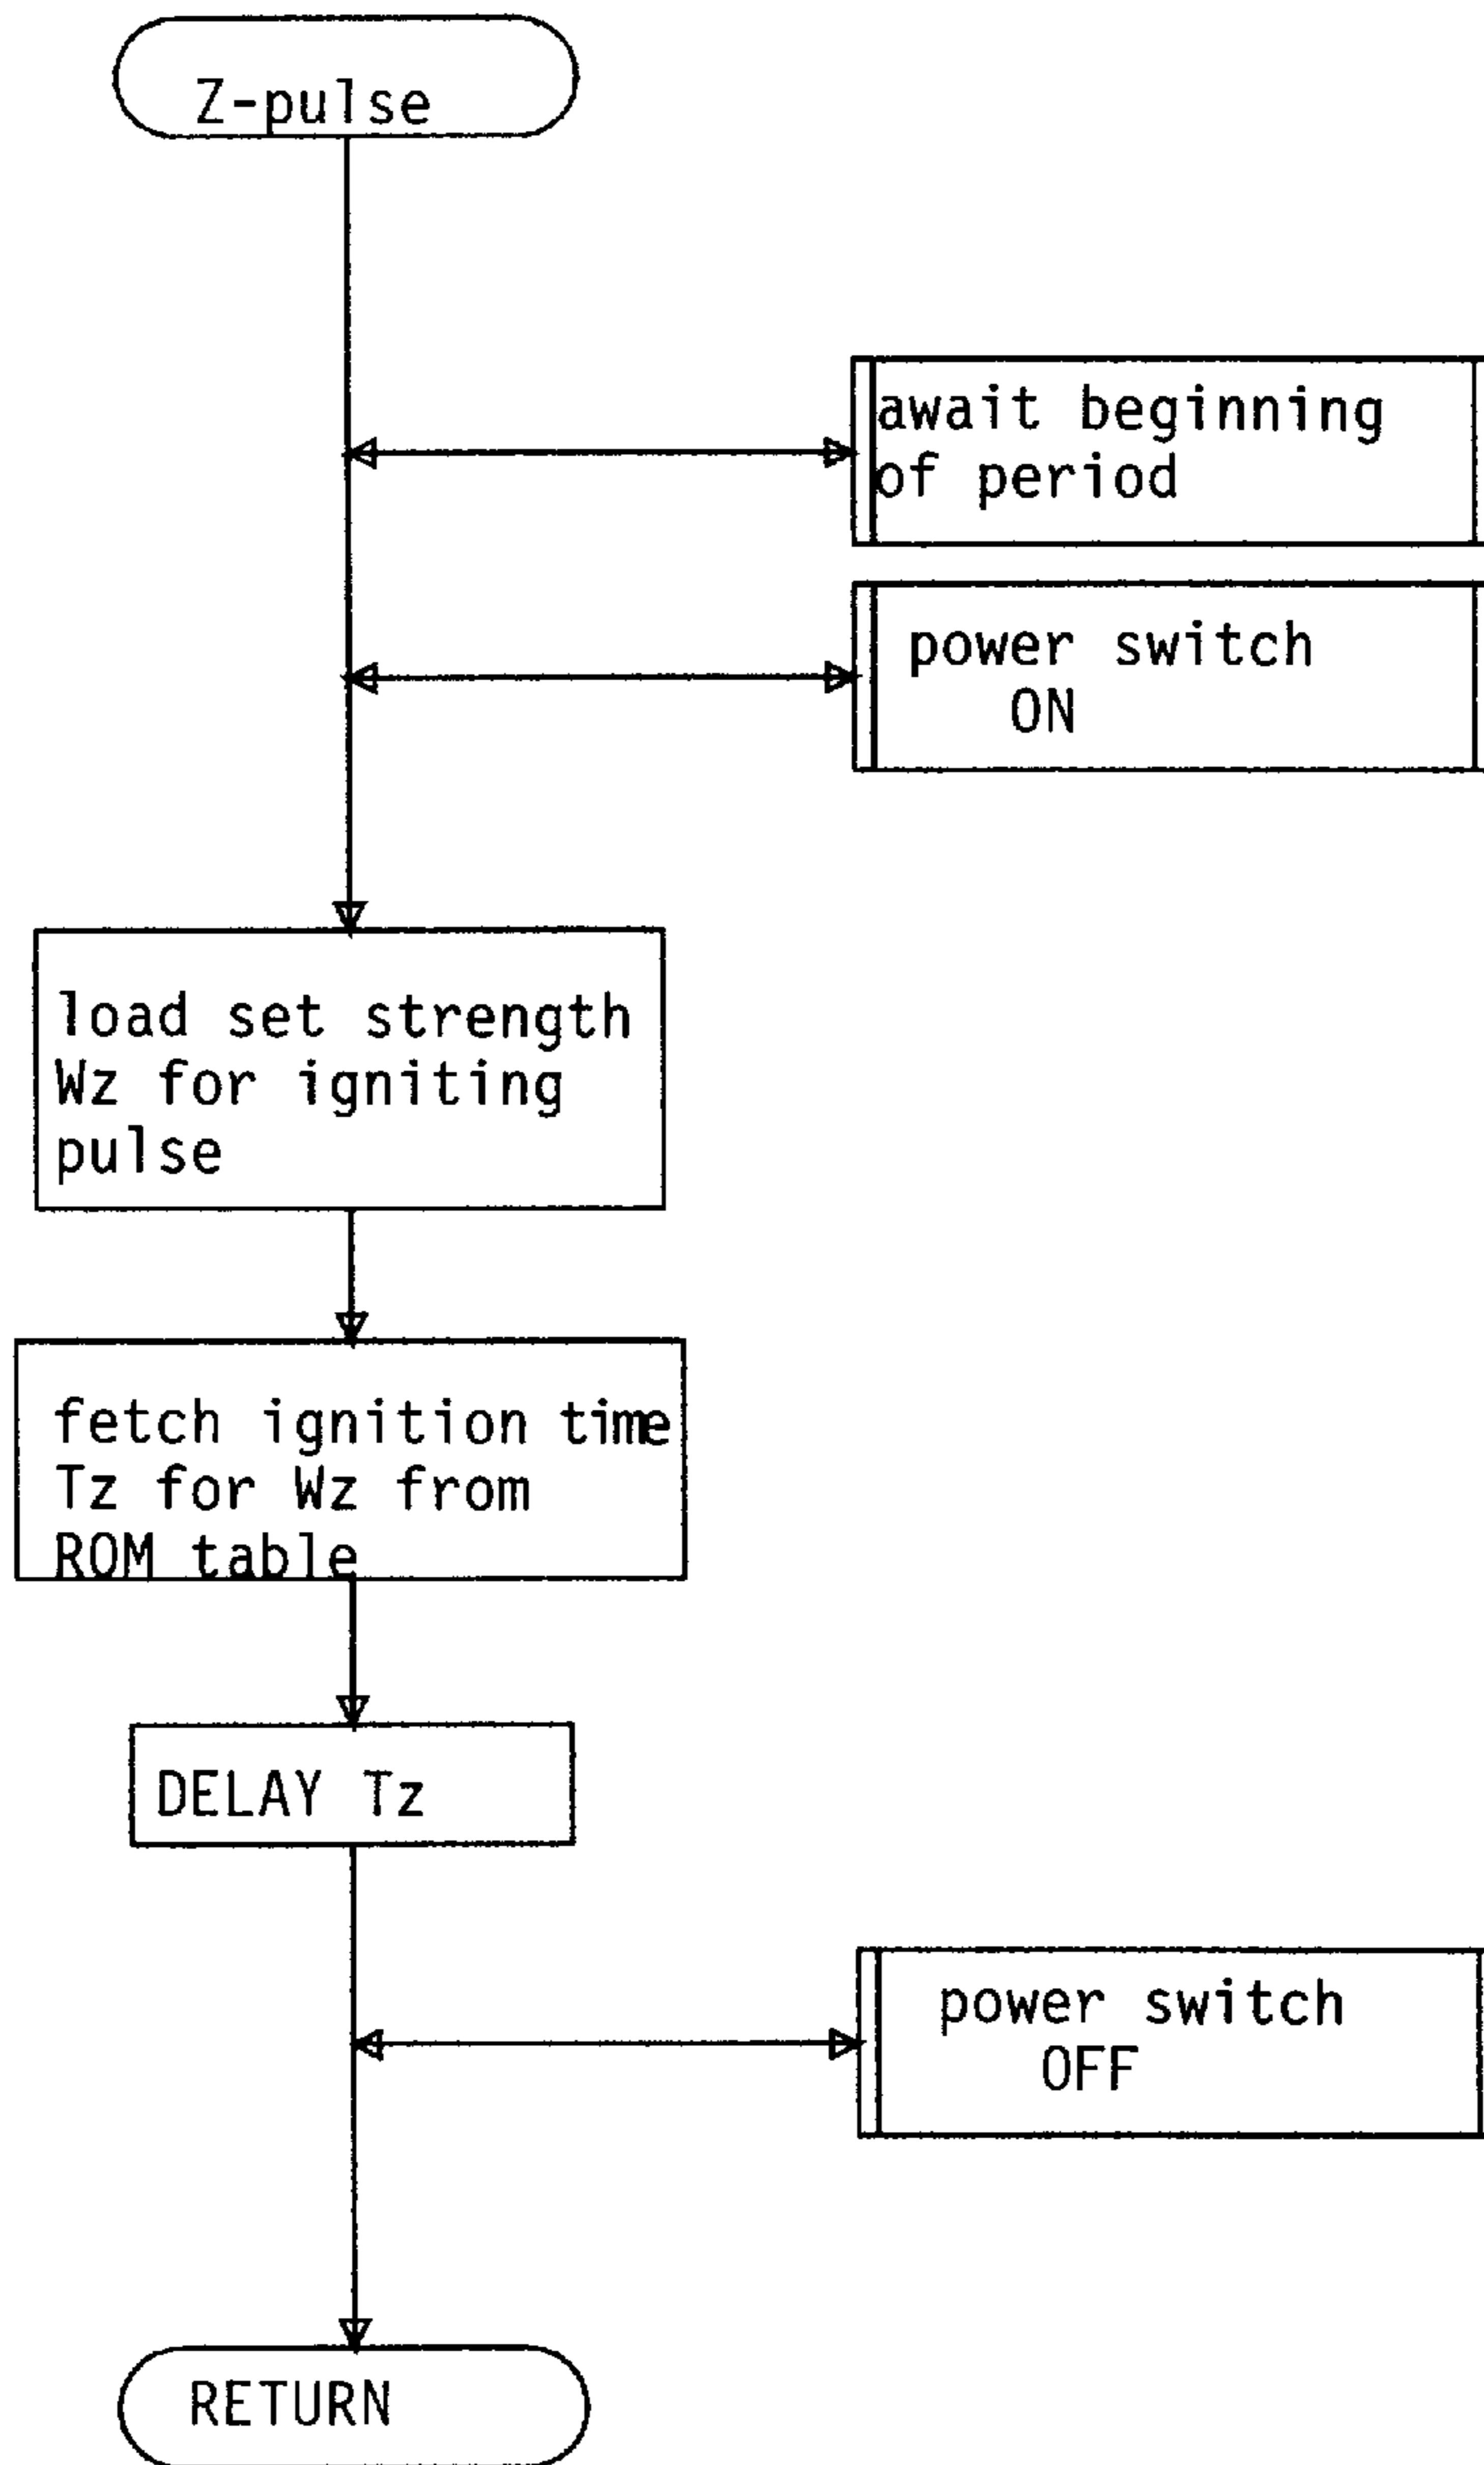 Z-pulse
await beginning
of period
power switch
ON
load set strength
Wz for igniting
pulse
fetch ignition time
Tz for Wz from
ROM table
DELAY Tz
power switch
OFF
RETURN